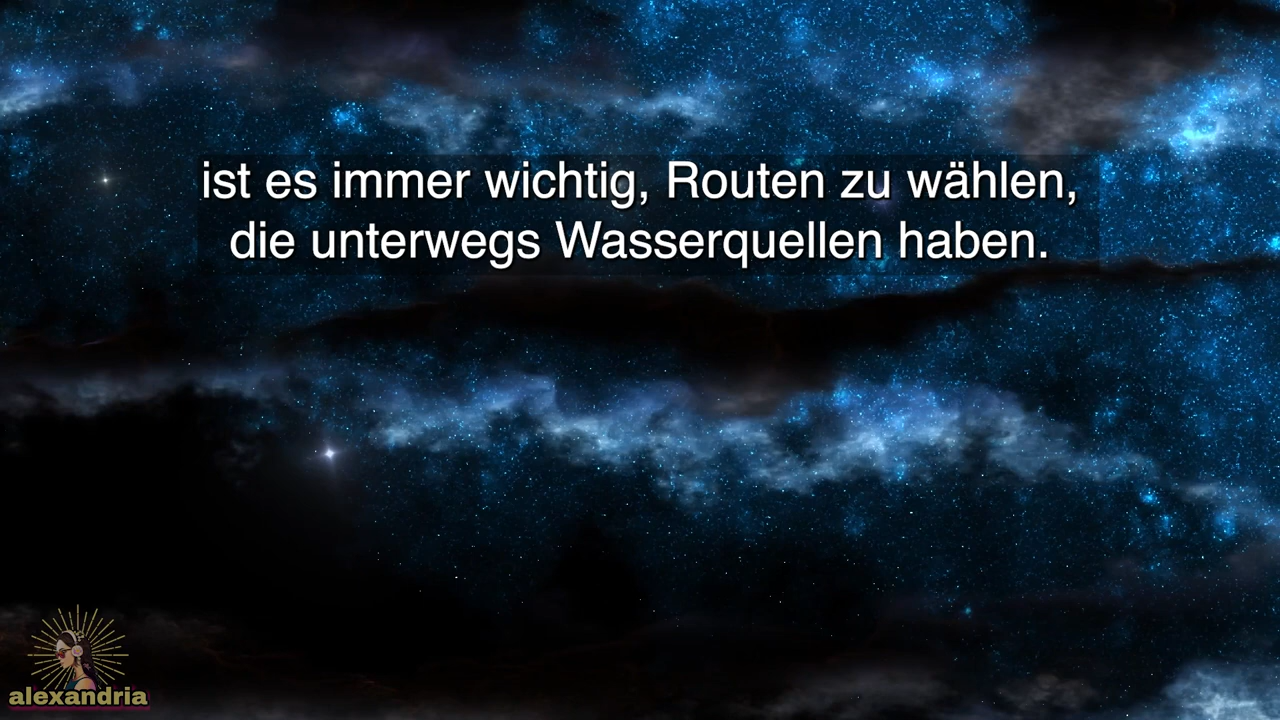 ist es immer wichtig, Routen zu wählen,
die unterwegs Wasserquellen haben.
alexandria